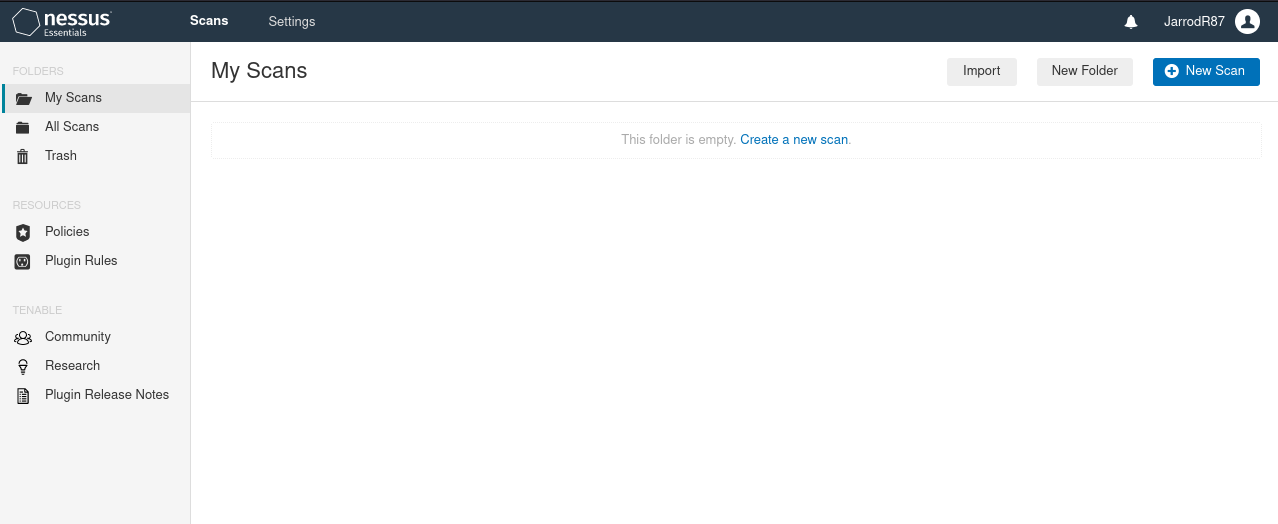 nessus
Essentials
Scans
Settings
JarrodR87
FOLDERS
My Scans
All Scans
Trash
RESOURCES
Policies
Plugin Rules
TENABLE
Community
Research
Plugin Release Notes
My Scans
Import
New Folder
New Scan
This folder is empty. Create a new scan.